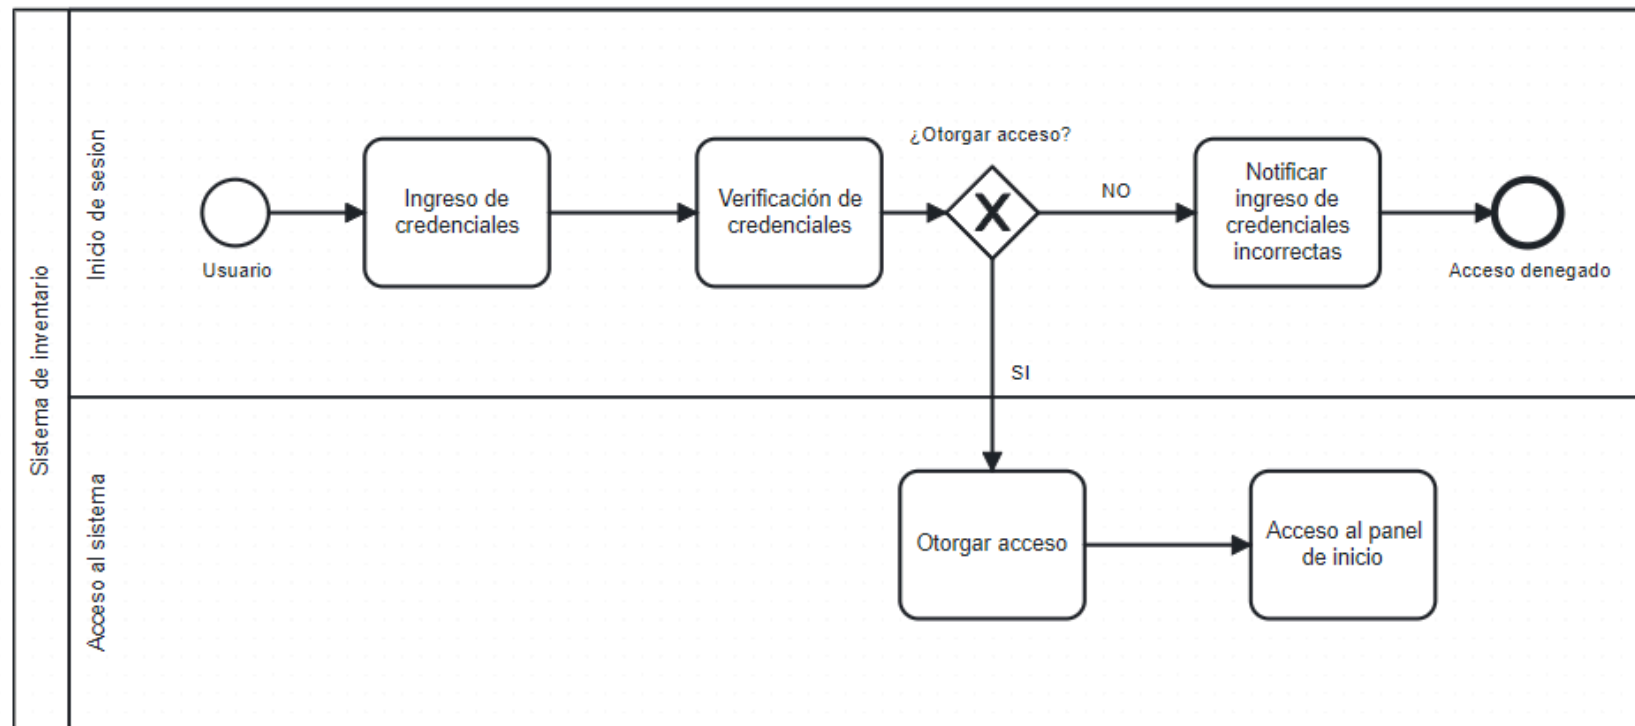 Sistema de inventario
Inicio de sesion
Usuario
Ingreso de
credenciales
Verificación de
credenciales
¿Otorgar acceso?
NO
Notificar
ingreso de
credenciales
incorrectas
Acceso denegado
SI
Acceso al sistema
Otorgar acceso
Acceso al panel
de inicio